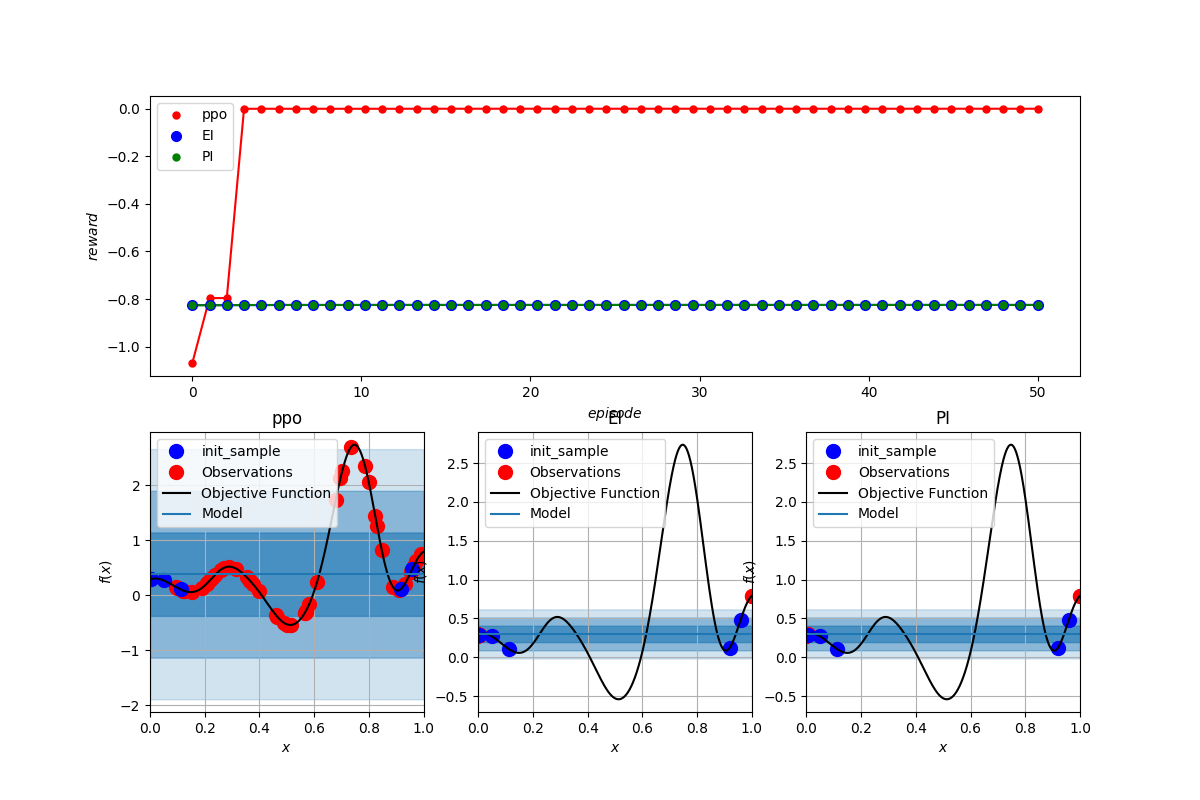 0.0
−0.2
−0.4
−0.6
−0.8
−1.0
reward
ppo
EI
PI
0 10 20 30 40 50
episode
ppo EI PI
init_sample
Observations
Objective Function
Model
2
1
0
−1
−2
f(x)
0.0 0.2 0.4 0.6 0.8 1.0
x
init_sample
Observations
Objective Function
Model
2.5
2.0
1.5
1.0
0.5
0.0
−0.5
f(x)
0.0 0.2 0.4 0.6 0.8 1.0
x
init_sample
Observations
Objective Function
Model
2.5
2.0
1.5
1.0
0.5
0.0
−0.5
f(x)
0.0 0.2 0.4 0.6 0.8 1.0
x